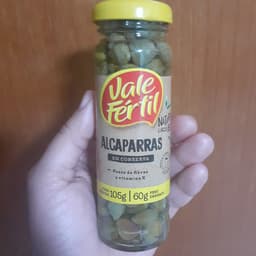 Vale
Fértil
ALCAPARRAS
EM CONSERVA
Fonte de fibras
e vitamina K
105g 60g